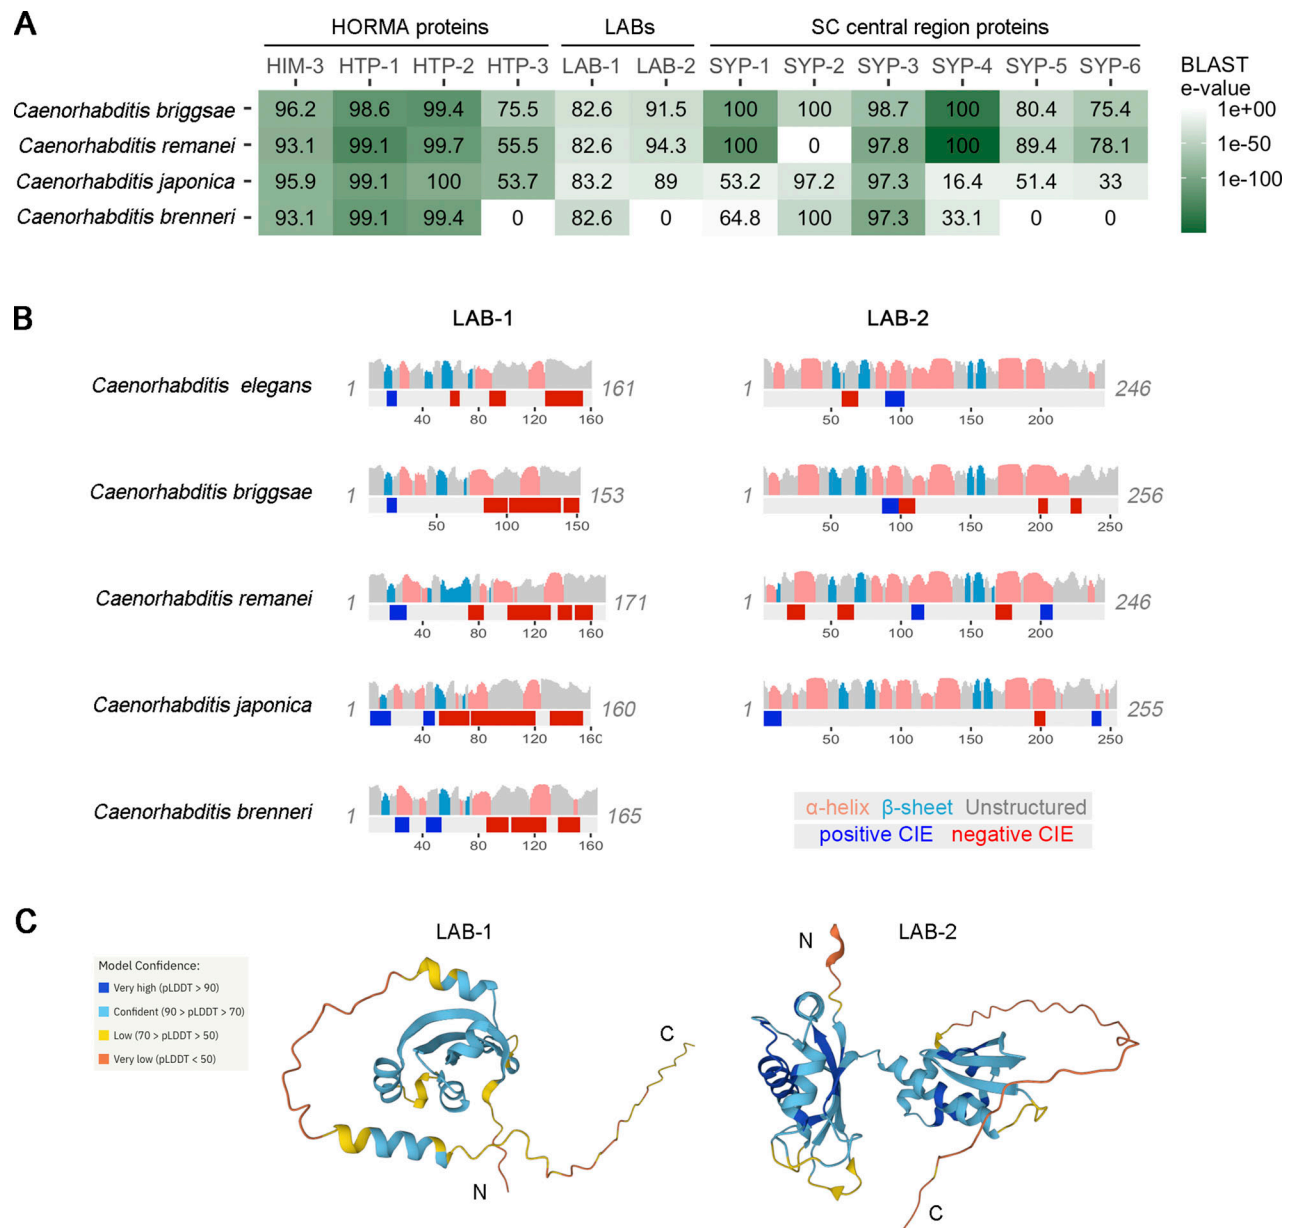 A
HORMA proteins LABs SC central region proteins
HIM-3 HTP-1 HTP-2 HTP-3 LAB-1 LAB-2 SYP-1 SYP-2 SYP-3 SYP-4 SYP-5 SYP-6
BLAST
e-value
1e+00
1e-50
1e-100
Caenorhabditis briggsae 96.2 98.6 99.4 75.5 82.6 91.5 100 100 98.7 100 80.4 75.4
Caenorhabditis remanei 93.1 99.1 99.7 55.5 82.6 94.3 100 0 97.8 100 89.4 78.1
Caenorhabditis japonica 95.9 99.1 100 53.7 83.2 89 53.2 97.2 97.3 16.4 51.4 33
Caenorhabditis brenneri 93.1 99.1 99.4 0 82.6 0 64.8 100 97.3 33.1 0 0
B
LAB-1 LAB-2
Caenorhabditis elegans 1 161 1 246
40 80 120 160 50 100 150 200
Caenorhabditis briggsae 1 153 1 256
50 100 150 50 100 150 200 250
Caenorhabditis remanei 1 171 1 246
40 80 120 160 50 100 150 200
Caenorhabditis japonica 1 160 1 255
40 80 120 160 50 100 150 200 250
Caenorhabditis brenneri 1 165
40 80 120 160
α-helix β-sheet Unstructured
positive CIE negative CIE
C
LAB-1 LAB-2
Model Confidence:
Very high (pLDDT > 90)
Confident (90 > pLDDT > 70)
Low (70 > pLDDT > 50)
Very low (pLDDT < 50)
N C
N C